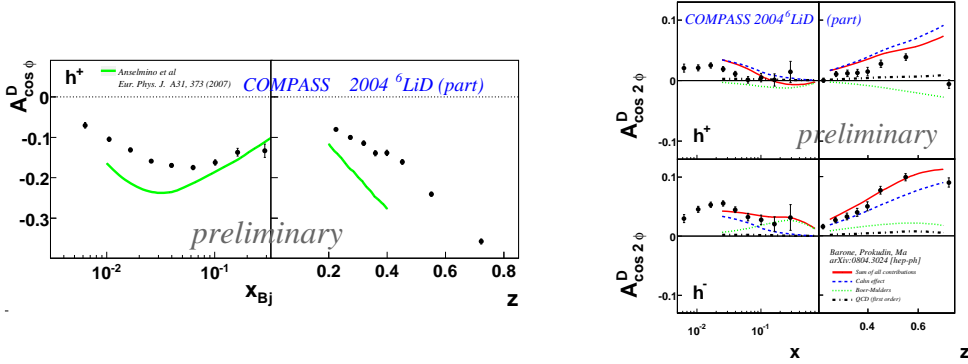 h+
Anselmino et al
Eur. Phys. J. A31, 373 (2007)
COMPASS 2004 6LiD (part)
A^D_cos ϕ
0
-0.1
-0.2
-0.3
preliminary
10^-2
10^-1
0.2
0.4
0.6
0.8
x_Bj
z
COMPASS 2004 6LiD (part)
A^D_cos 2 ϕ
0.1
0
-0.1
h+
preliminary
A^D_cos 2 ϕ
0.1
0
-0.1
h-
Barone, Prokudin, Ma
arXiv:0804.3024 [hep-ph]
Sum of all contributions
Cahn effect
Boer-Mulders
QCD (first order)
10^-2
10^-1
0.4
0.6
x
z